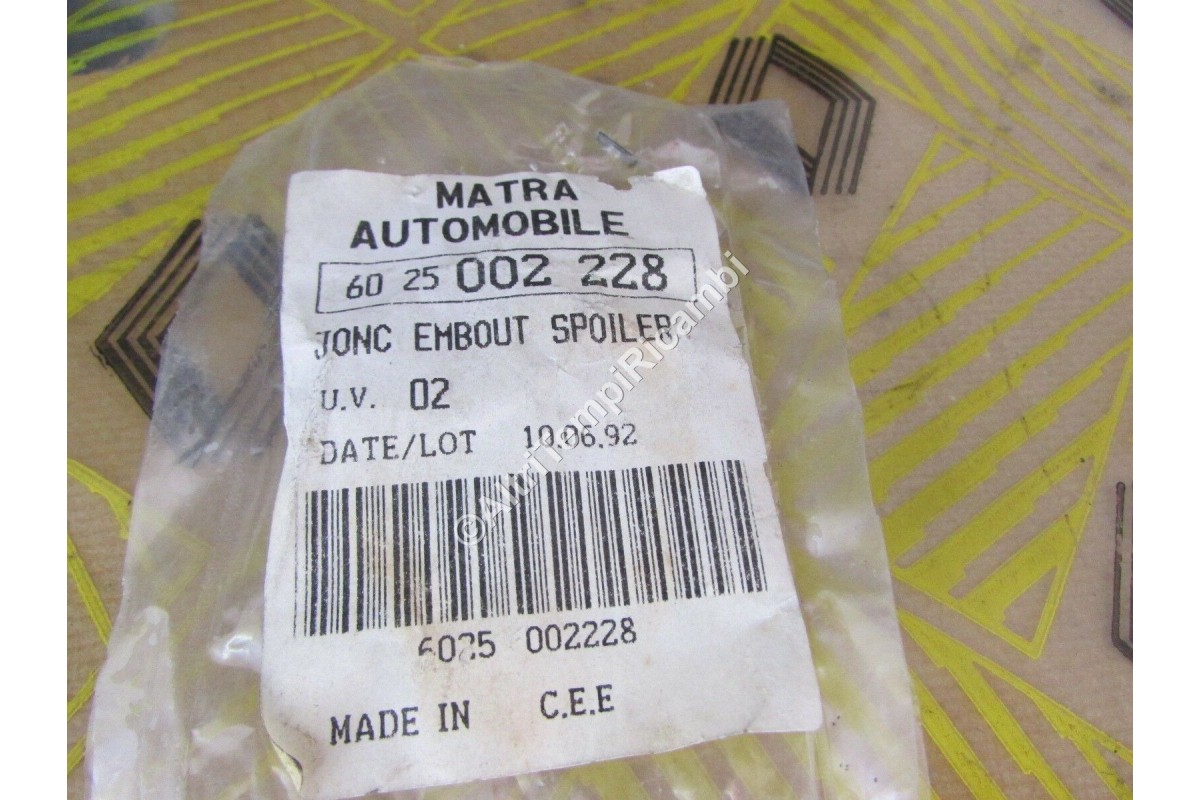 MATRA
AUTOMOBILE
60 25 002 228
JONC EMBOUT SPOILER
U.V. 02
DATE/LOT 10.06.92
6025 002228
MADE IN C.E.E
©AltriTempiRicambi